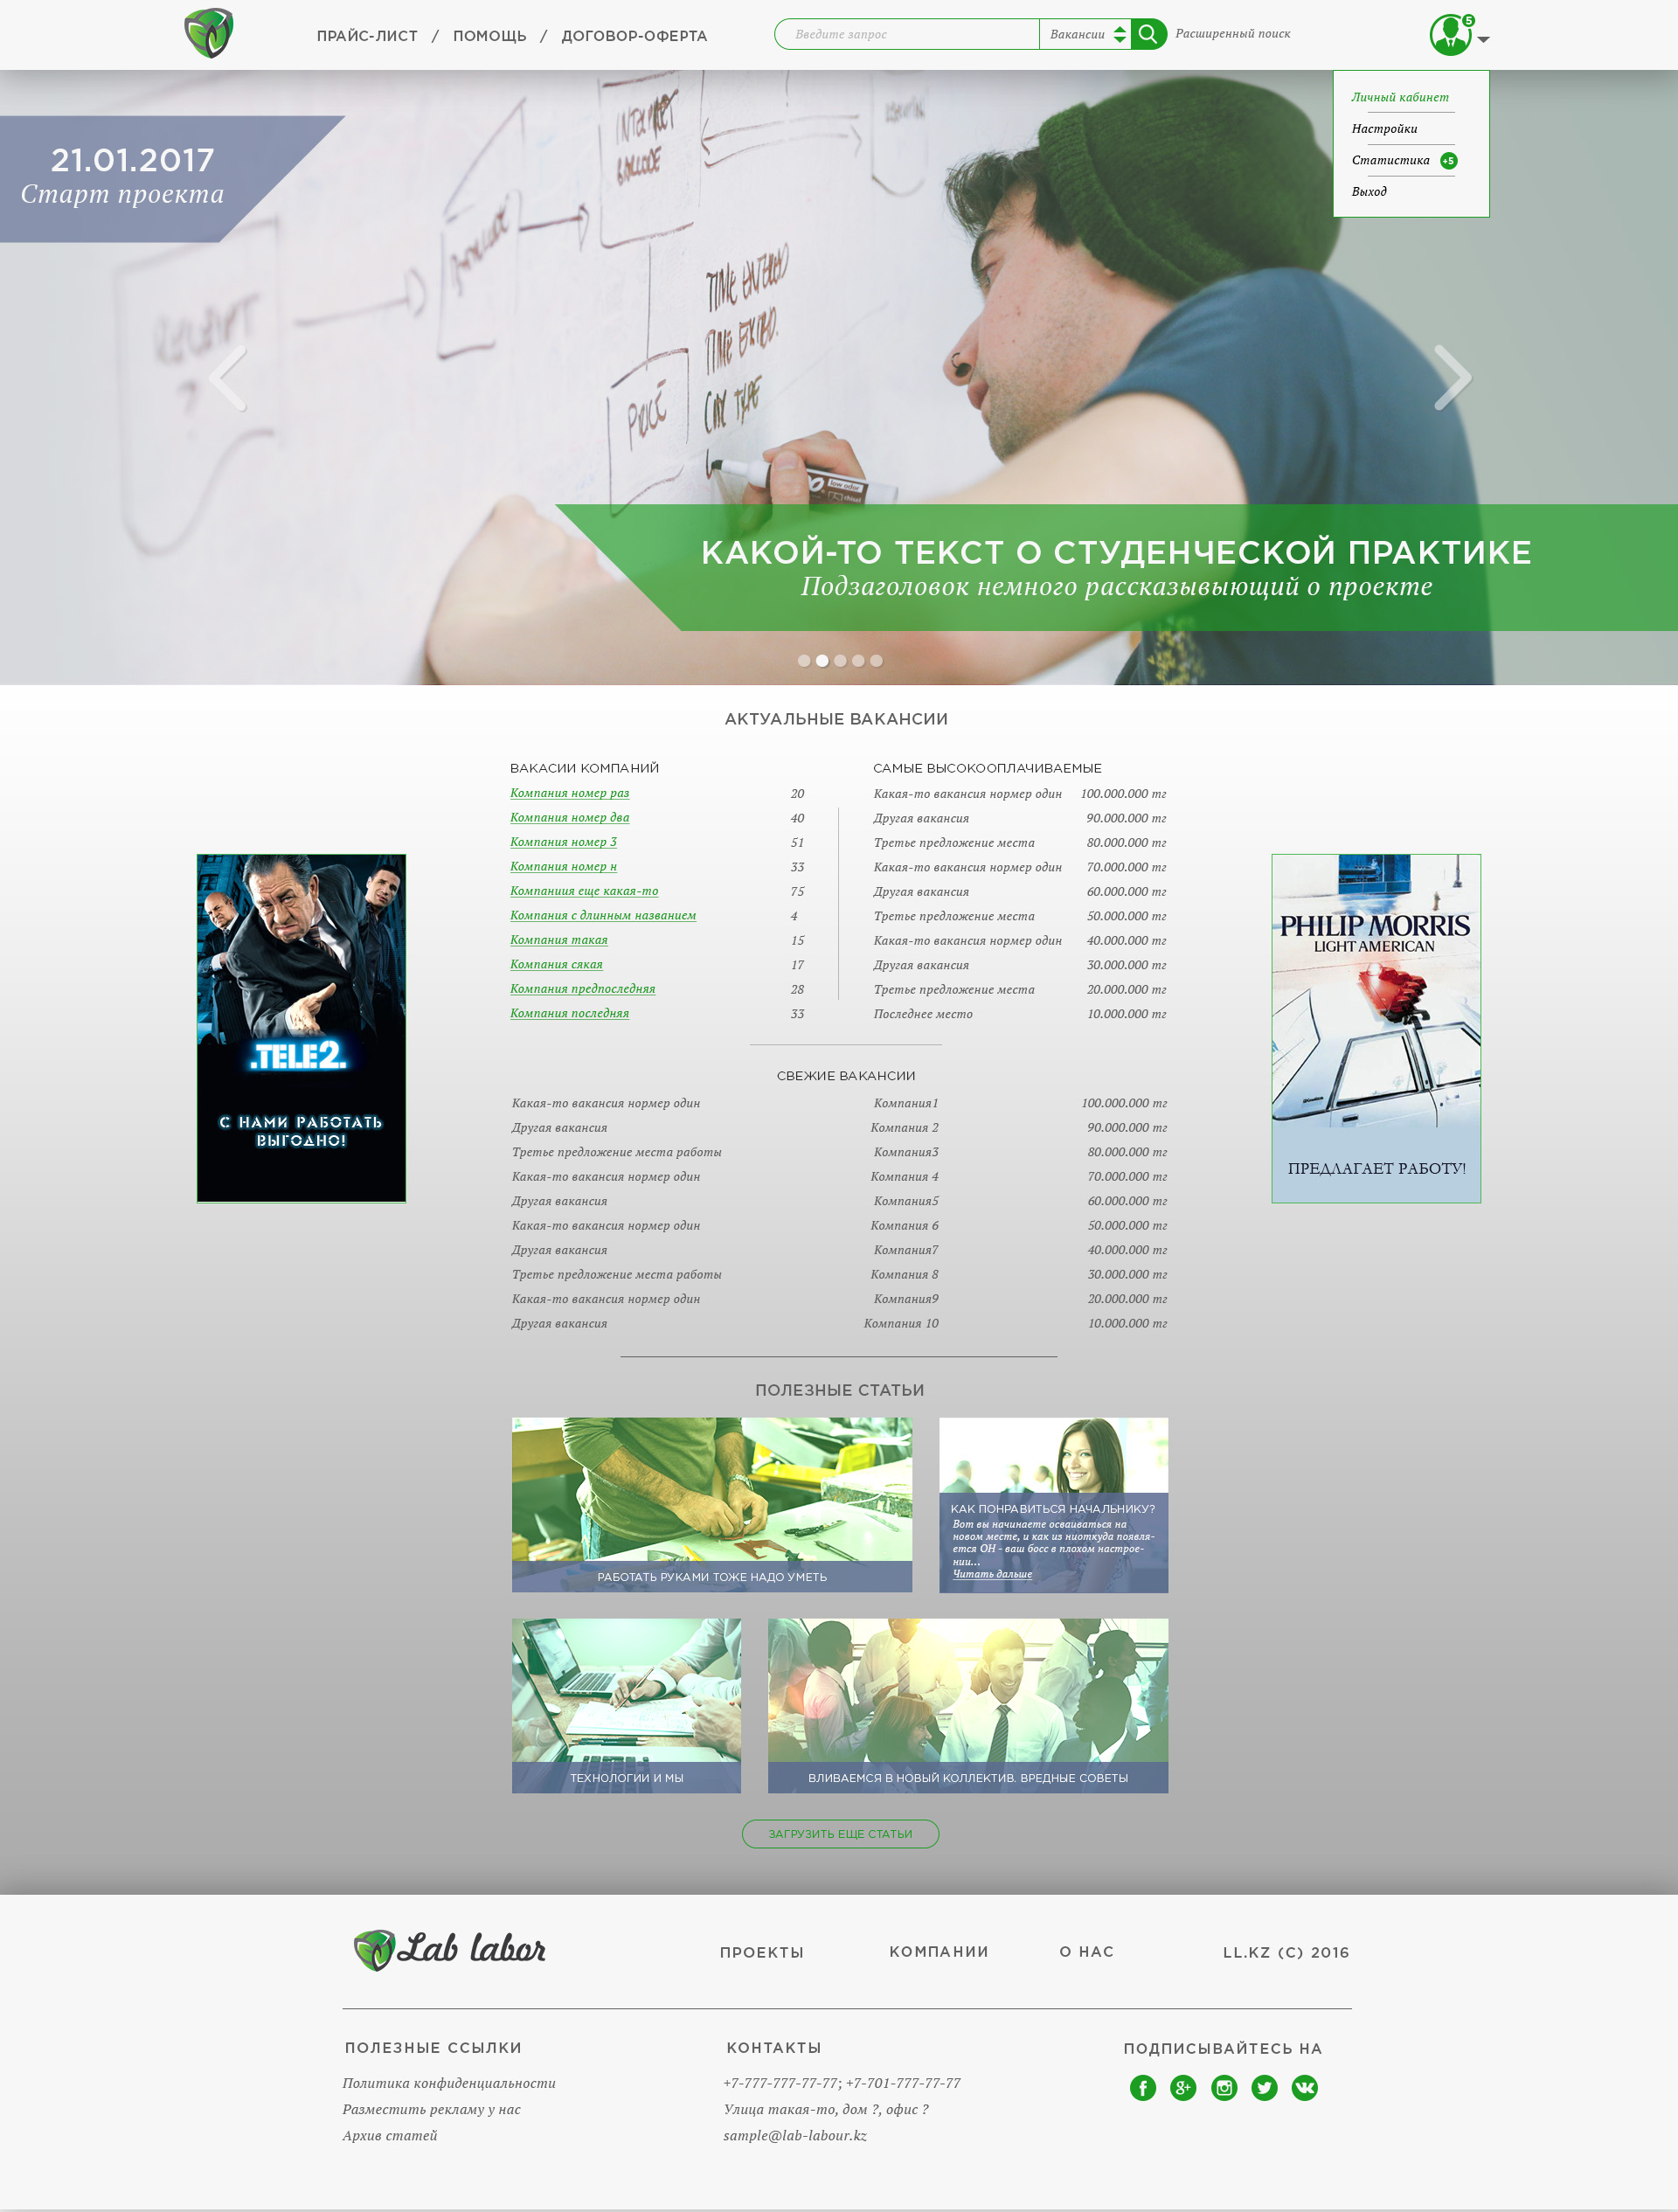 ПРАЙС-ЛИСТ / ПОМОЩЬ / ДОГОВОР-ОФЕРТА
Введите запрос
Вакансии
Расширенный поиск
5
Личный кабинет
Настройки
Статистика +5
Выход
21.01.2017
Старт проекта
IDENTIFY
TIME ENTERED
TIME EXPIRED
TIME
CC
TYPE
PRICE
low odor
КАКОЙ-ТО ТЕКСТ О СТУДЕНЧЕСКОЙ ПРАКТИКЕ
Подзаголовок немного рассказывыющий о проекте
АКТУАЛЬНЫЕ ВАКАНСИИ
ВАКАСИИ КОМПАНИЙ
Компания номер раз 20
Компания номер два 40
Компания номер 3 51
Компания номер н 33
Компаниия еще какая-то 75
Компания с длинным названием 4
Компания такая 15
Компания сякая 17
Компания предпоследняя 28
Компания последняя 33
САМЫЕ ВЫСОКООПЛАЧИВАЕМЫЕ
Какая-то вакансия нормер один 100.000.000 тг
Другая вакансия 90.000.000 тг
Третье предложение места 80.000.000 тг
Какая-то вакансия нормер один 70.000.000 тг
Другая вакансия 60.000.000 тг
Третье предложение места 50.000.000 тг
Какая-то вакансия нормер один 40.000.000 тг
Другая вакансия 30.000.000 тг
Третье предложение места 20.000.000 тг
Последнее место 10.000.000 тг
.TELE2.
С НАМИ РАБОТАТЬ
ВЫГОДНО!
PHILIP MORRIS
LIGHT AMERICAN
ПРЕДЛАГАЕТ РАБОТУ!
СВЕЖИЕ ВАКАНСИИ
Какая-то вакансия нормер один Компания1 100.000.000 тг
Другая вакансия Компания 2 90.000.000 тг
Третье предложение места работы Компания3 80.000.000 тг
Какая-то вакансия нормер один Компания 4 70.000.000 тг
Другая вакансия Компания5 60.000.000 тг
Какая-то вакансия нормер один Компания 6 50.000.000 тг
Другая вакансия Компания7 40.000.000 тг
Третье предложение места работы Компания 8 30.000.000 тг
Какая-то вакансия нормер один Компания9 20.000.000 тг
Другая вакансия Компания 10 10.000.000 тг
ПОЛЕЗНЫЕ СТАТЬИ
РАБОТАТЬ РУКАМИ ТОЖЕ НАДО УМЕТЬ
КАК ПОНРАВИТЬСЯ НАЧАЛЬНИКУ?
Вот вы начинаете осваиваться на
новом месте, и как из ниоткуда появля-
ется ОН - ваш босс в плохом настрое-
нии...
Читать дальше
ТЕХНОЛОГИИ И МЫ
ВЛИВАЕМСЯ В НОВЫЙ КОЛЛЕКТИВ. ВРЕДНЫЕ СОВЕТЫ
ЗАГРУЗИТЬ ЕЩЕ СТАТЬИ
Lab labor
ПРОЕКТЫ
КОМПАНИИ
О НАС
LL.KZ (C) 2016
ПОЛЕЗНЫЕ ССЫЛКИ
Политика конфиденциальности
Разместить рекламу у нас
Архив статей
КОНТАКТЫ
+7-777-777-77-77; +7-701-777-77-77
Улица такая-то, дом ?, офис ?
sample@lab-labour.kz
ПОДПИСЫВАЙТЕСЬ НА